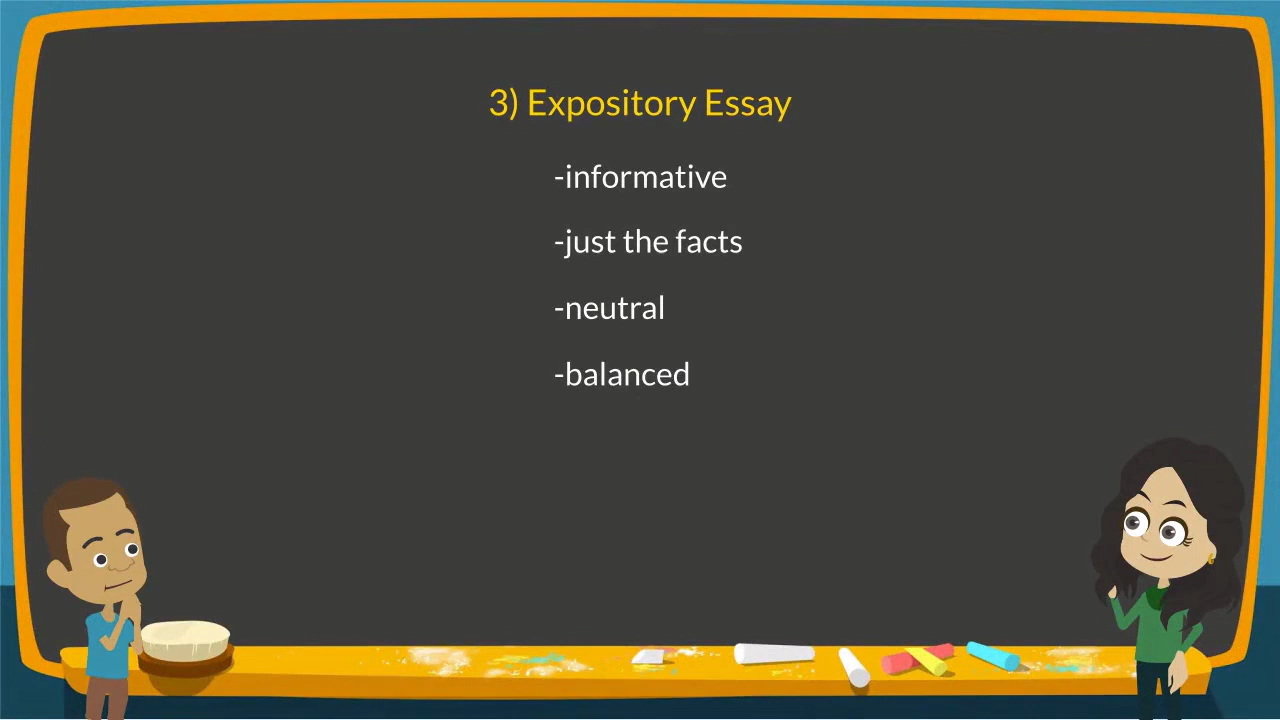 3) Expository Essay
-informative
-just the facts
-neutral
-balanced